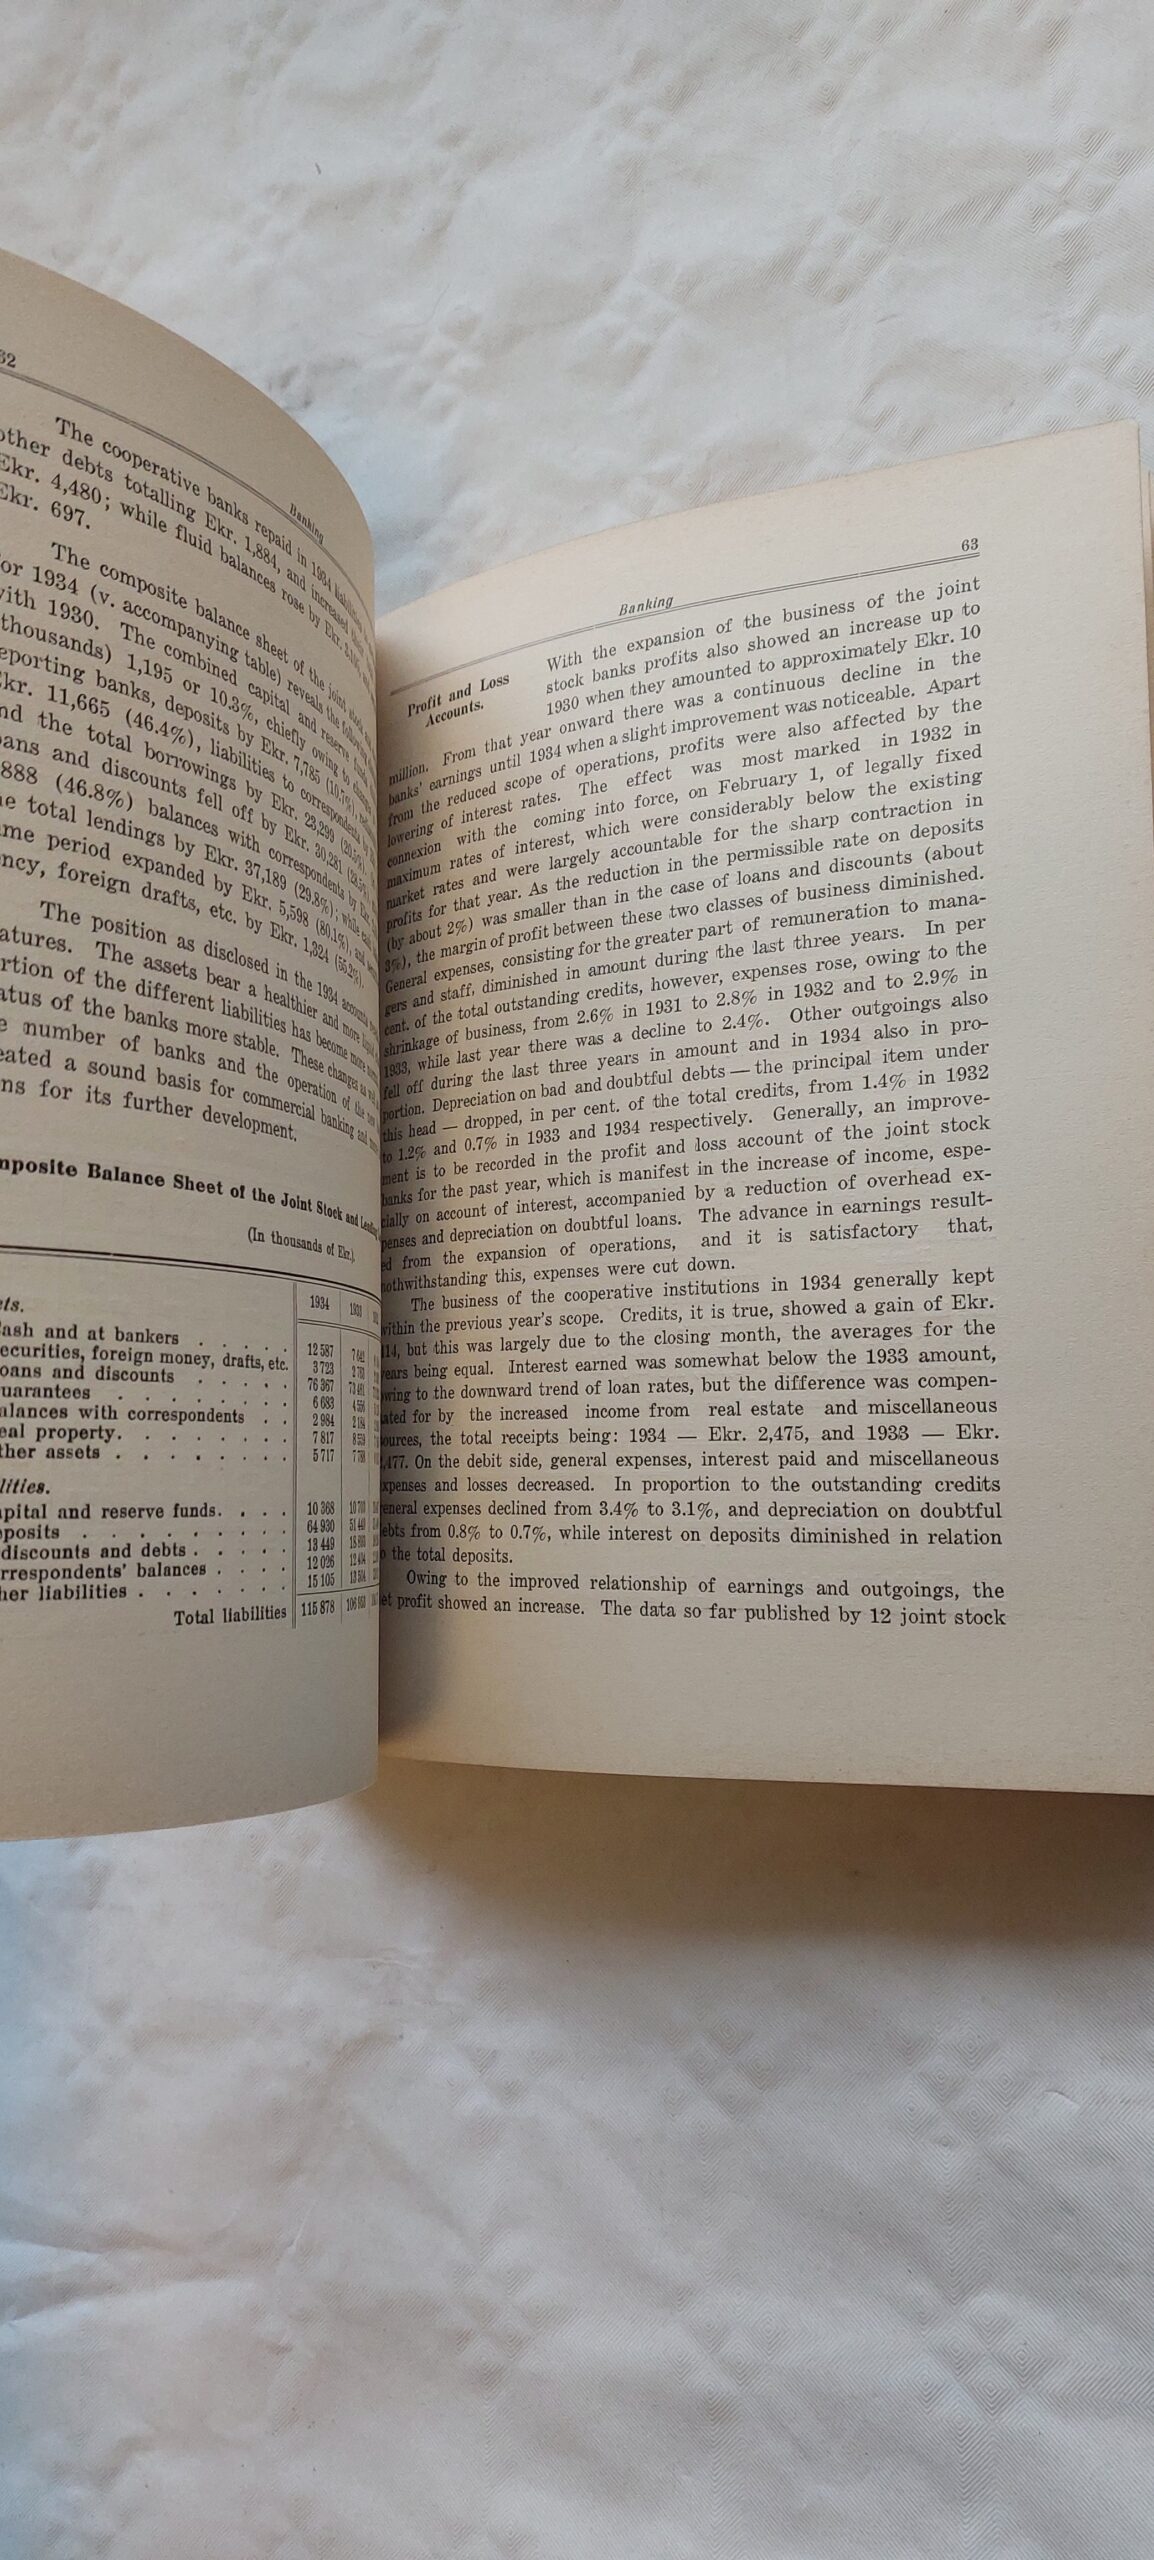 62
Banking
The cooperative banks repaid in 1934
other debts totalling Ekr. 1,884, and increased
Ekr. 4,480; while fluid balances rose by Ekr.
Ekr. 697.
The composite balance sheet of the joint stock
for 1934 (v. accompanying table) reveals the following
with 1930. The combined capital and reserve funds
thousands) 1,195 or 10.3%, chiefly owing to
reporting banks, deposits by Ekr. 7,785 (10.7%),
Ekr. 11,665 (46.4%), liabilities to correspondents by
and the total borrowings by Ekr. 23,299
loans and discounts fell off by Ekr. 30,281
888 (46.8%) balances with correspondents by Ekr.
the total lendings by Ekr. 37,189 (29.8%); while
same period expanded by Ekr. 5,598 (80.1%) and
ency, foreign drafts, etc. by Ekr. 1,324 (55.2%).
The position as disclosed in the 1934 accounts
eatures. The assets bear a healthier and more
ortion of the different liabilities has become more
atus of the banks more stable. These changes as
e number of banks and the operation of the new
eated a sound basis for commercial banking and
ns for its further development.
mposite Balance Sheet of the Joint Stock and
(In thousands of Ekr.).
ets. 1934 1933
Cash and at bankers 12 587
ecurities, foreign money, drafts, etc. 3 723
oans and discounts 76 367
uarantees 6 683
alances with correspondents 2 984
eal property. 7 817
ther assets 5 717
lities.
apital and reserve funds. 10 368
eposits 64 930
discounts and debts 13 449
rrespondents' balances 12 026
her liabilities 15 105
Total liabilities 115 878
Banking 63
Profit and Loss
Accounts.
With the expansion of the business of the joint
stock banks profits also showed an increase up to
1930 when they amounted to approximately Ekr. 10
million. From that year onward there was a continuous decline in the
banks' earnings until 1934 when a slight improvement was noticeable. Apart
from the reduced scope of operations, profits were also affected by the
lowering of interest rates. The effect was most marked in 1932 in
connexion with the coming into force, on February 1, of legally fixed
maximum rates of interest, which were considerably below the existing
market rates and were largely accountable for the sharp contraction in
profits for that year. As the reduction in the permissible rate on deposits
(by about 2%) was smaller than in the case of loans and discounts (about
3%), the margin of profit between these two classes of business diminished.
General expenses, consisting for the greater part of remuneration to mana-
gers and staff, diminished in amount during the last three years. In per
cent. of the total outstanding credits, however, expenses rose, owing to the
shrinkage of business, from 2.6% in 1931 to 2.8% in 1932 and to 2.9% in
1933, while last year there was a decline to 2.4%. Other outgoings also
fell off during the last three years in amount and in 1934 also in pro-
portion. Depreciation on bad and doubtful debts — the principal item under
this head — dropped, in per cent. of the total credits, from 1.4% in 1932
to 1.2% and 0.7% in 1933 and 1934 respectively. Generally, an improve-
ment is to be recorded in the profit and loss account of the joint stock
banks for the past year, which is manifest in the increase of income, espe-
cially on account of interest, accompanied by a reduction of overhead ex-
penses and depreciation on doubtful loans. The advance in earnings result-
ed from the expansion of operations, and it is satisfactory that,
nothwithstanding this, expenses were cut down.
The business of the cooperative institutions in 1934 generally kept
within the previous year's scope. Credits, it is true, showed a gain of Ekr.
114, but this was largely due to the closing month, the averages for the
years being equal. Interest earned was somewhat below the 1933 amount,
owing to the downward trend of loan rates, but the difference was compen-
ated for by the increased income from real estate and miscellaneous
ources, the total receipts being: 1934 — Ekr. 2,475, and 1933 — Ekr.
,477. On the debit side, general expenses, interest paid and miscellaneous
xpenses and losses decreased. In proportion to the outstanding credits
eneral expenses declined from 3.4% to 3.1%, and depreciation on doubtful
ebts from 0.8% to 0.7%, while interest on deposits diminished in relation
o the total deposits.
Owing to the improved relationship of earnings and outgoings, the
et profit showed an increase. The data so far published by 12 joint stock